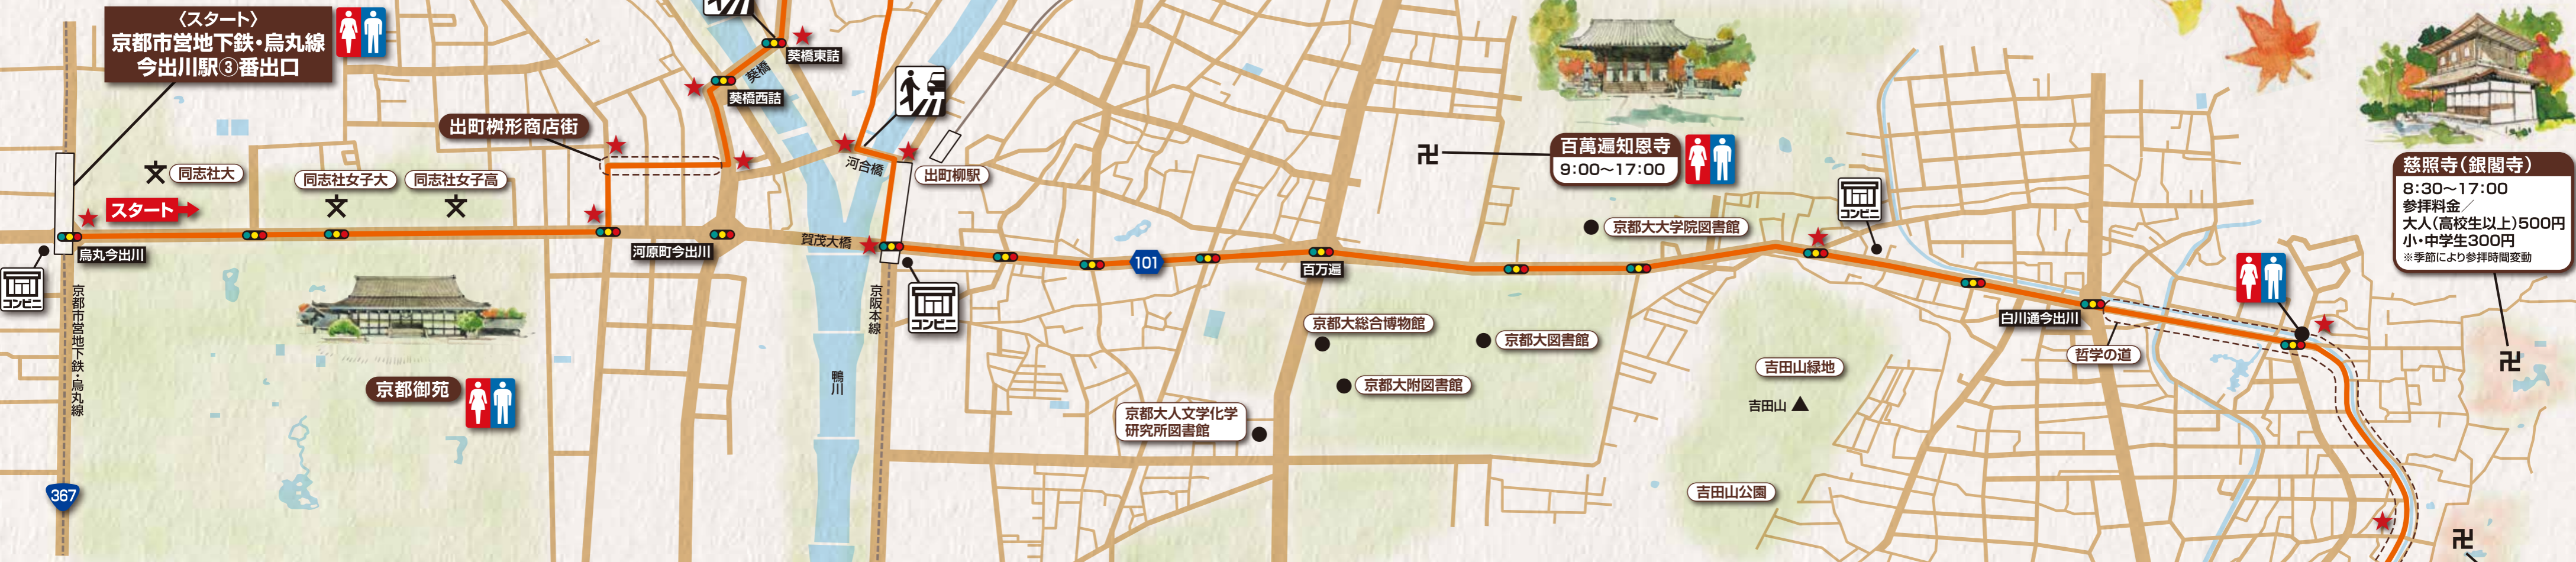 〈スタート〉
京都市営地下鉄・烏丸線
今出川駅③番出口
同志社大
スタート
烏丸今出川
コンビニ
京都市営地下鉄・烏丸線
367
同志社女子大
同志社女子高
京都御苑
出町桝形商店街
河原町今出川
葵橋東詰
葵橋
葵橋西詰
河合橋
出町柳駅
賀茂大橋
鴨川
京阪本線
コンビニ
101
百万遍
百萬遍知恩寺
9:00〜17:00
京都大大学院図書館
京都大総合博物館
京都大図書館
京都大附図書館
京都大人文学化学
研究所図書館
吉田山緑地
吉田山
吉田山公園
コンビニ
白川通今出川
哲学の道
慈照寺(銀閣寺)
8:30〜17:00
参拝料金/
大人(高校生以上)500円
小・中学生300円
※季節により参拝時間変動